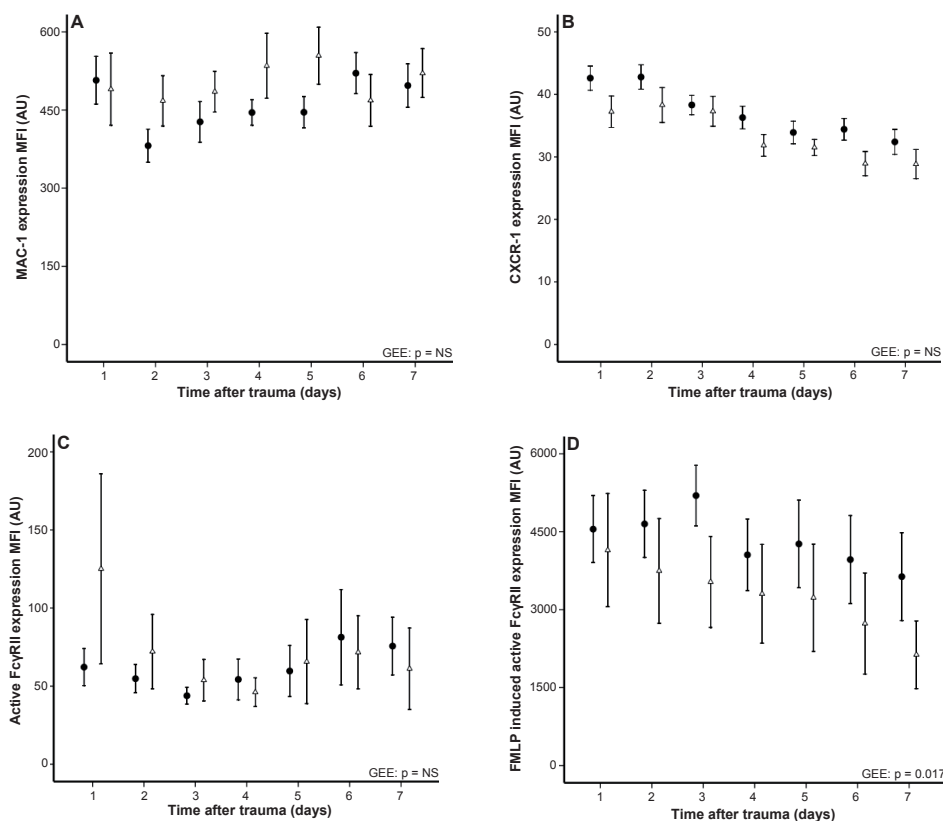 A
MAC-1 expression MFI (AU)
600
450
300
150
0
GEE: p = NS
1 2 3 4 5 6 7
Time after trauma (days)
B
CXCR-1 expression MFI (AU)
50
40
30
20
10
0
GEE: p = NS
1 2 3 4 5 6 7
Time after trauma (days)
C
Active FcγRII expression MFI (AU)
200
150
100
50
0
GEE: p = NS
1 2 3 4 5 6 7
Time after trauma (days)
D
FMLP induced active FcγRII expression MFI (AU)
6000
4500
3000
1500
0
GEE: p = 0.017
1 2 3 4 5 6 7
Time after trauma (days)